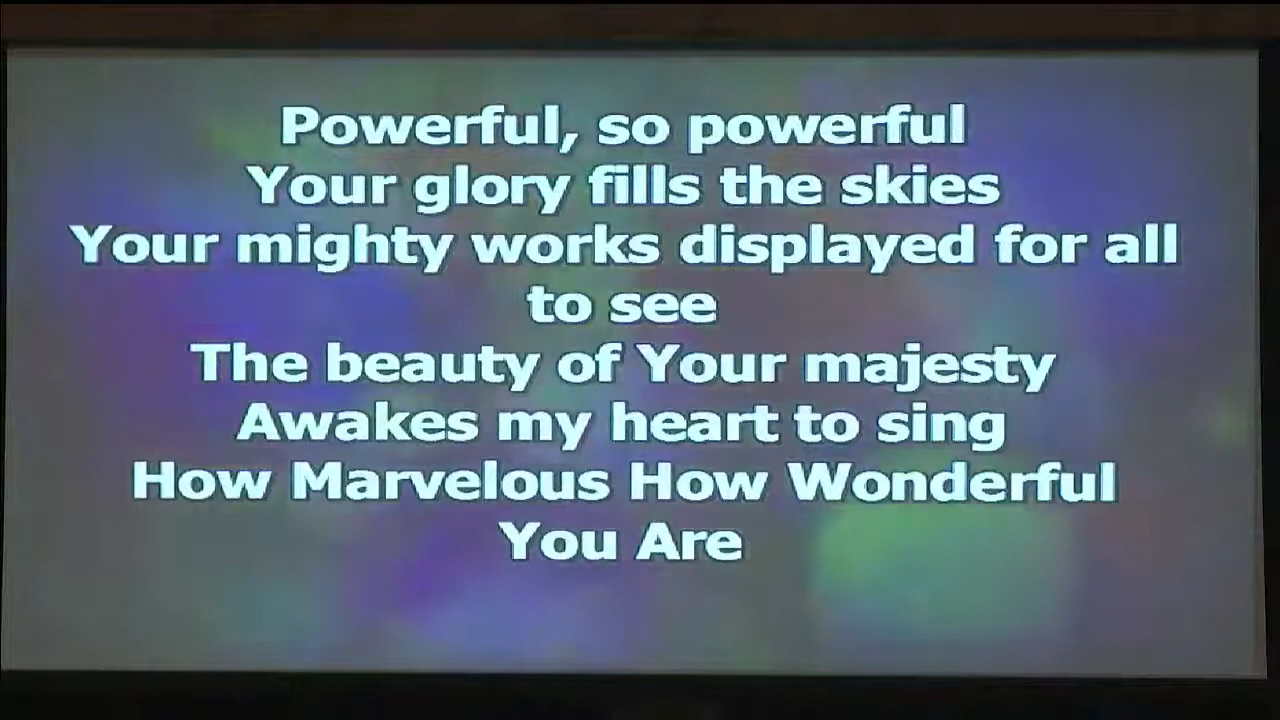 Powerful, so powerful
Your glory fills the skies
Your mighty works displayed for all
to see
The beauty of Your majesty
Awakes my heart to sing
How Marvelous How Wonderful
You Are